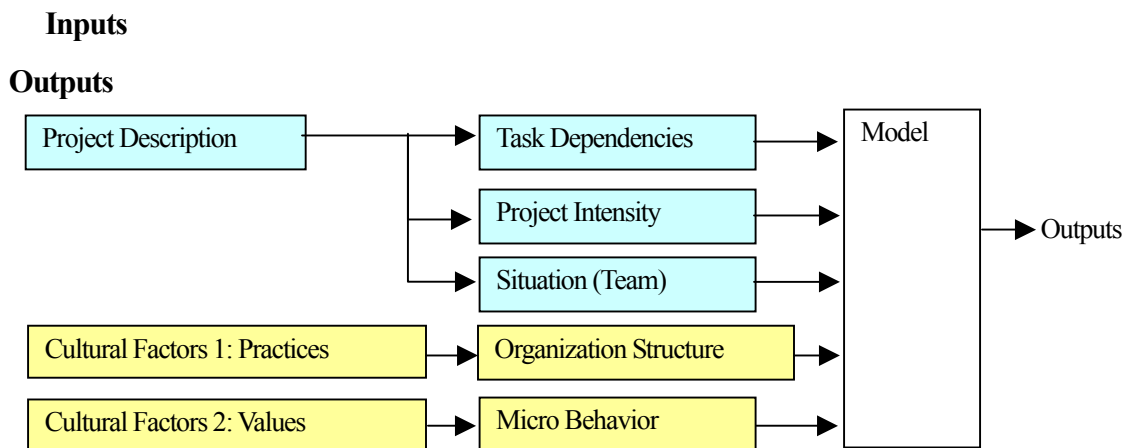 Inputs
Outputs
Project Description
Task Dependencies
Model
Project Intensity
Outputs
Situation (Team)
Cultural Factors 1: Practices
Organization Structure
Cultural Factors 2: Values
Micro Behavior